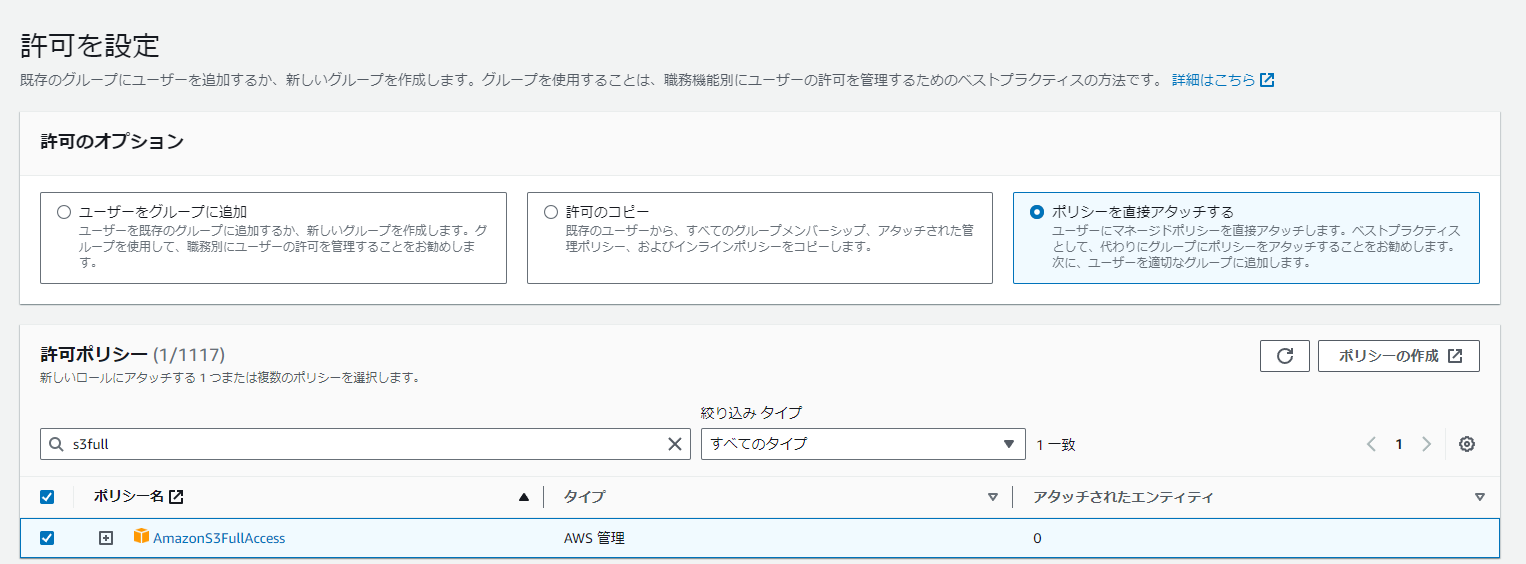 許可を設定
既存のグループにユーザーを追加するか、新しいグループを作成します。グループを使用することは、職務機能別にユーザーの許可を管理するためのベストプラクティスの方法です。 詳細はこちら
許可のオプション
ユーザーをグループに追加
ユーザーを既存のグループに追加するか、新しいグループを作成します。グ
ループを使用して、職務別にユーザーの許可を管理することをお勧めしま
す。
許可のコピー
既存のユーザーから、すべてのグループメンバーシップ、アタッチされた管
理ポリシー、およびインラインポリシーをコピーします。
ポリシーを直接アタッチする
ユーザーにマネージドポリシーを直接アタッチします。ベストプラクティス
として、代わりにグループにポリシーをアタッチすることをお勧めします。
次に、ユーザーを適切なグループに追加します。
許可ポリシー (1/1117)
新しいロールにアタッチする 1 つまたは複数のポリシーを選択します。
ポリシーの作成
絞り込み タイプ
s3full
すべてのタイプ
1 一致
1
ポリシー名
タイプ
アタッチされたエンティティ
AmazonS3FullAccess
AWS 管理
0